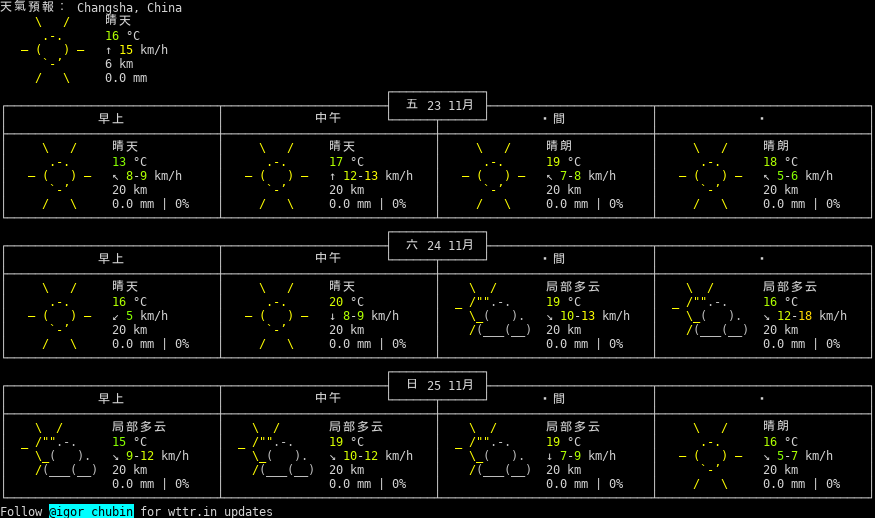 天氣預報： Changsha, China
晴天
16 °C
↑ 15 km/h
6 km
0.0 mm
五 23 11月
早上 中午 ·間 ·
晴天 晴天 晴朗 晴朗
13 °C 17 °C 19 °C 18 °C
↖ 8-9 km/h ↑ 12-13 km/h ↖ 7-8 km/h ↖ 5-6 km/h
20 km 20 km 20 km 20 km
0.0 mm | 0% 0.0 mm | 0% 0.0 mm | 0% 0.0 mm | 0%
六 24 11月
早上 中午 ·間 ·
晴天 晴天 局部多云 局部多云
16 °C 20 °C 19 °C 16 °C
↙ 5 km/h ↓ 8-9 km/h ↘ 10-13 km/h ↘ 12-18 km/h
20 km 20 km 20 km 20 km
0.0 mm | 0% 0.0 mm | 0% 0.0 mm | 0% 0.0 mm | 0%
日 25 11月
早上 中午 ·間 ·
局部多云 局部多云 局部多云 晴朗
15 °C 19 °C 19 °C 16 °C
↘ 9-12 km/h ↘ 10-12 km/h ↓ 7-9 km/h ↘ 5-7 km/h
20 km 20 km 20 km 20 km
0.0 mm | 0% 0.0 mm | 0% 0.0 mm | 0% 0.0 mm | 0%
Follow @igor_chubin for wttr.in updates